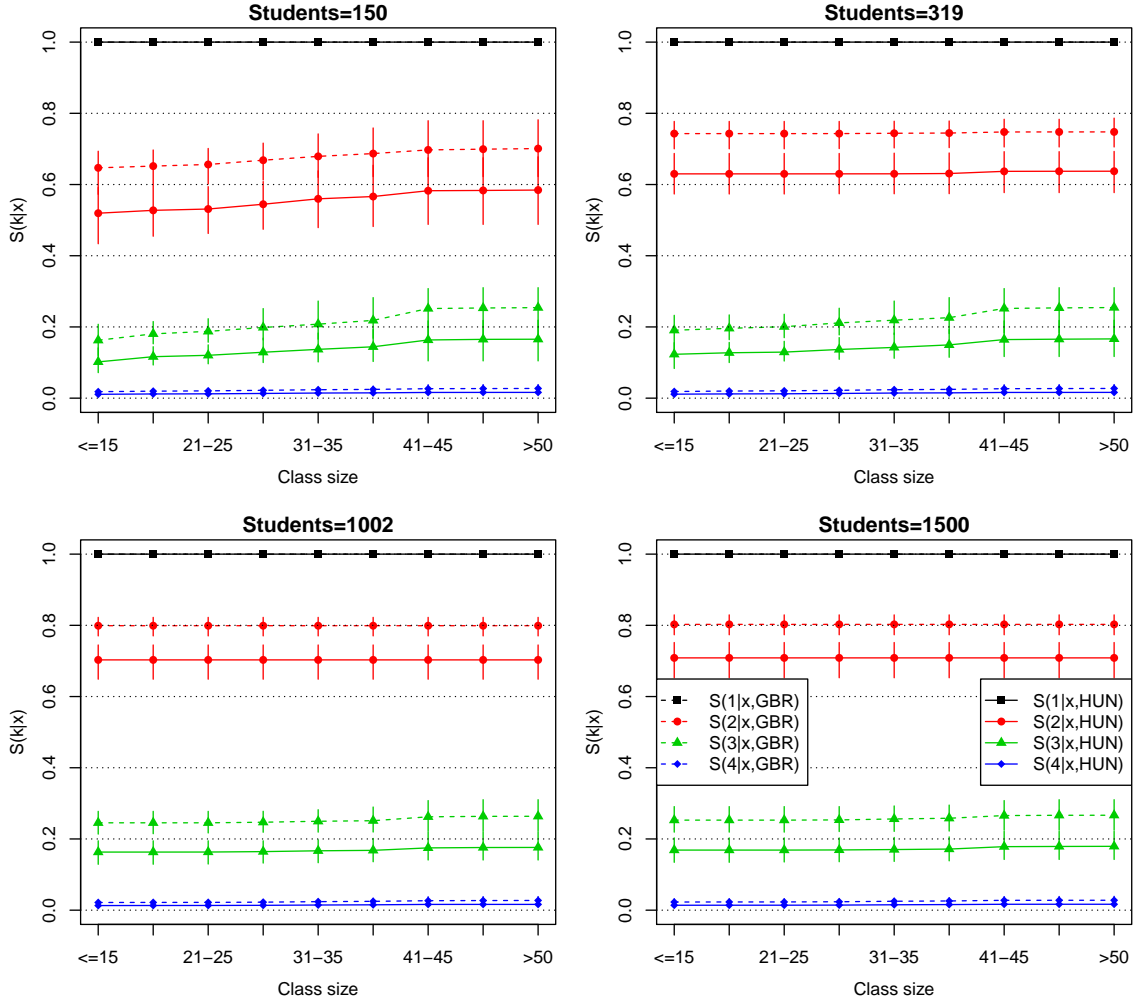 Students=150
S(k|x)
1.0
0.8
0.6
0.4
0.2
0.0
<=15 21−25 31−35 41−45 >50
Class size
Students=319
S(k|x)
1.0
0.8
0.6
0.4
0.2
0.0
<=15 21−25 31−35 41−45 >50
Class size
Students=1002
S(k|x)
1.0
0.8
0.6
0.4
0.2
0.0
<=15 21−25 31−35 41−45 >50
Class size
Students=1500
S(k|x)
1.0
0.8
0.6
0.4
0.2
0.0
S(1|x,GBR)
S(2|x,GBR)
S(3|x,GBR)
S(4|x,GBR)
S(1|x,HUN)
S(2|x,HUN)
S(3|x,HUN)
S(4|x,HUN)
<=15 21−25 31−35 41−45 >50
Class size